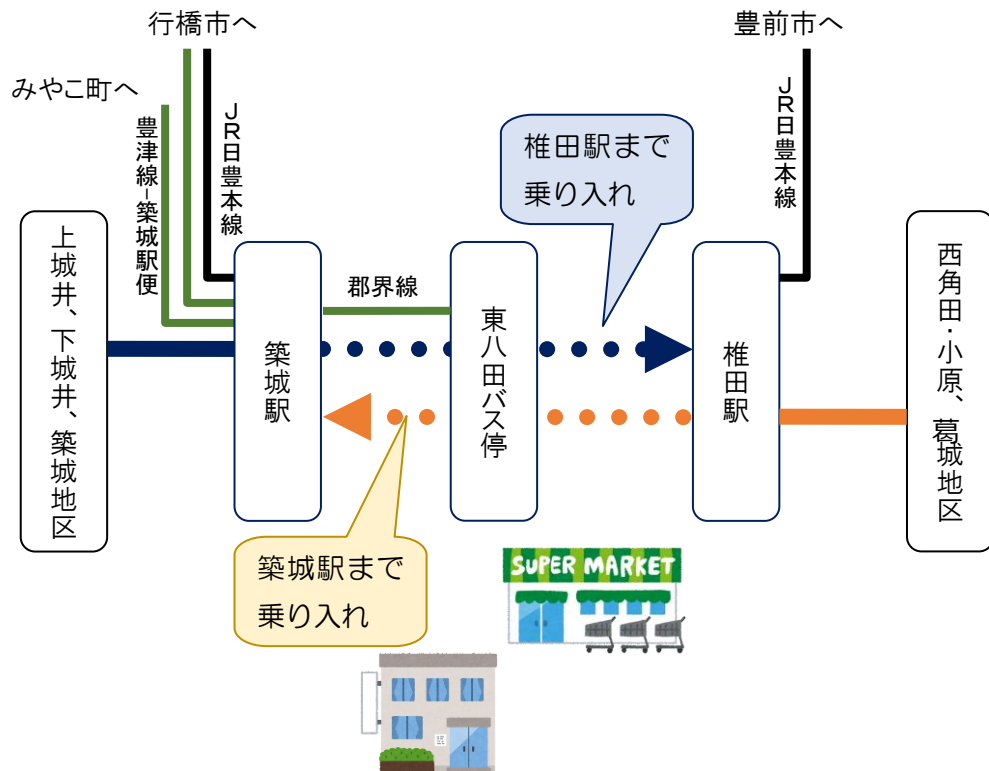 行橋市へ
豊前市へ
みやこ町へ
豊津線-築城駅便
JR日豊本線
JR日豊本線
椎田駅まで
乗り入れ
上城井、下城井、築城地区
築城駅
郡界線
東八田バス停
椎田駅
西角田・小原、葛城地区
築城駅まで
乗り入れ
SUPER MARKET